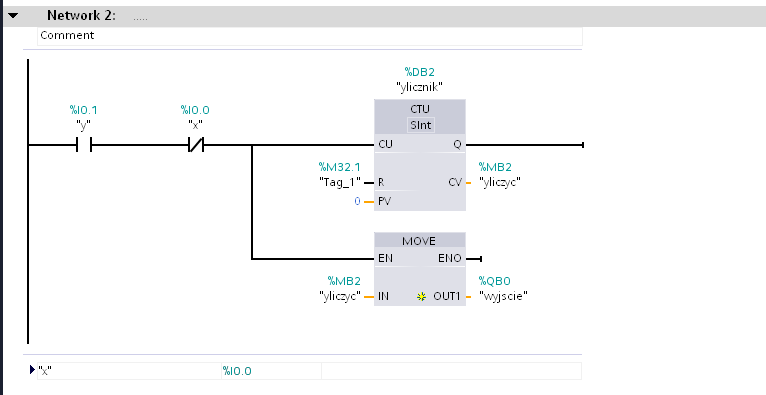 Network 2: .....
Comment
%DB2
"ylicznik"
%I0.1 %I0.0 CTU
"y" "x" SInt
CU Q
%M32.1 %MB2
"Tag_1" R CV "yliczyc"
0 PV
MOVE
EN ENO
%MB2 %QB0
"yliczyc" IN OUT1 "wyjscie"
"x" %I0.0